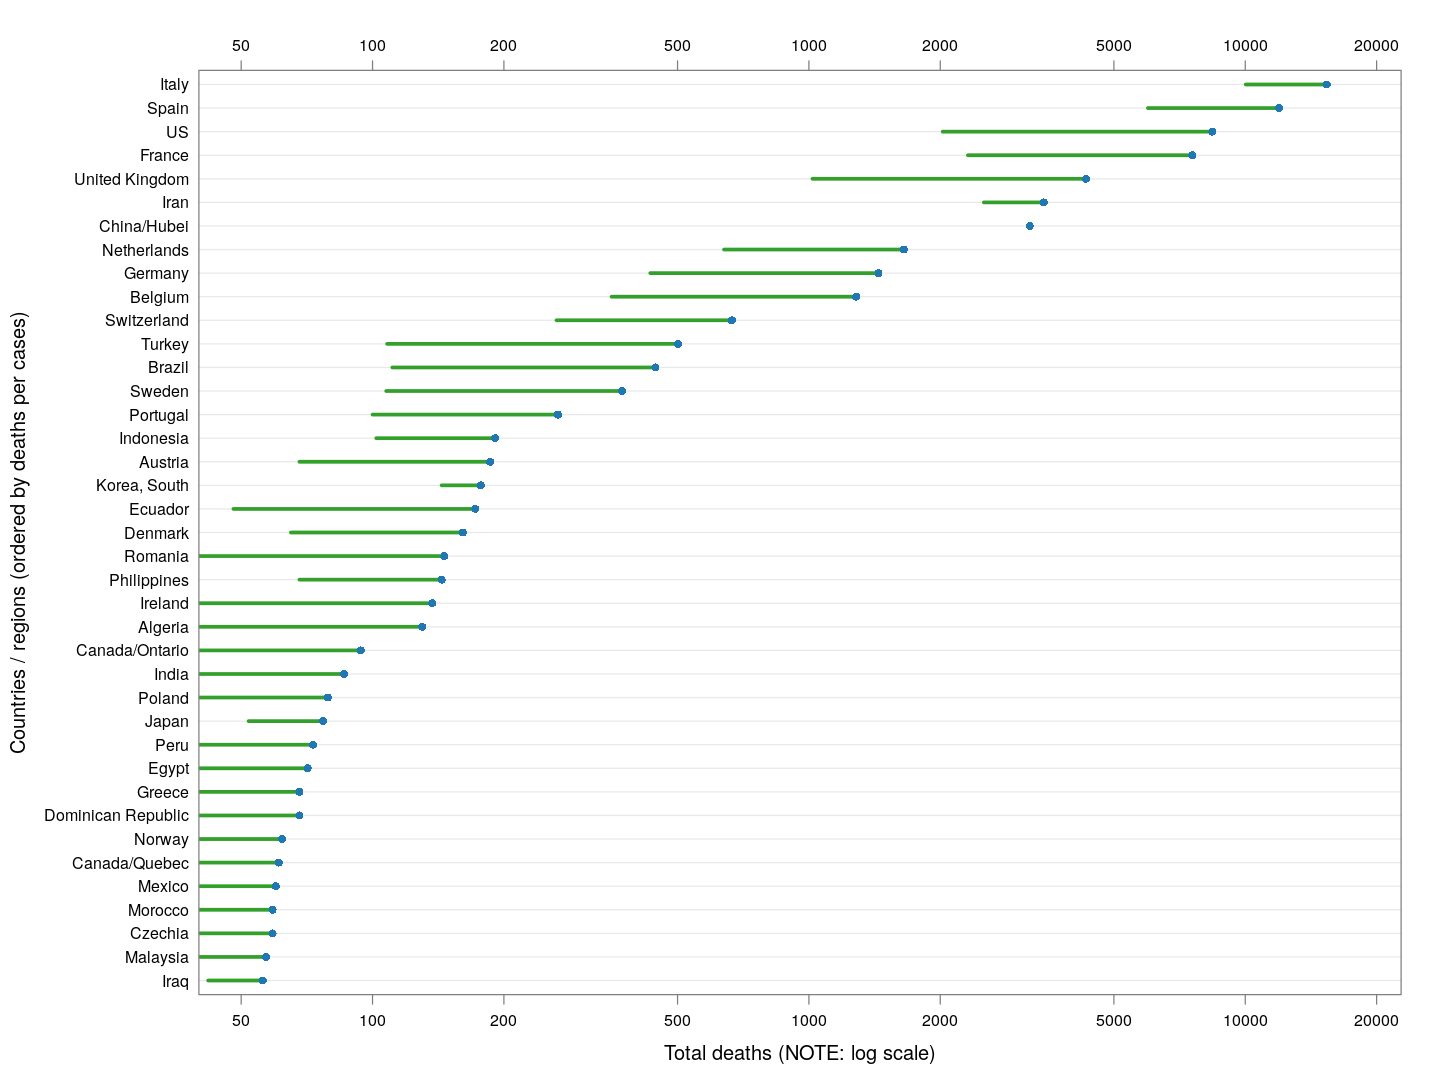 50 100 200 500 1000 2000 5000 10000 20000
Italy
Spain
US
France
United Kingdom
Iran
China/Hubei
Netherlands
Germany
Belgium
Switzerland
Turkey
Brazil
Sweden
Portugal
Indonesia
Austria
Korea, South
Ecuador
Denmark
Romania
Philippines
Ireland
Algeria
Canada/Ontario
India
Poland
Japan
Peru
Egypt
Greece
Dominican Republic
Norway
Canada/Quebec
Mexico
Morocco
Czechia
Malaysia
Iraq
Countries / regions (ordered by deaths per cases)
50 100 200 500 1000 2000 5000 10000 20000
Total deaths (NOTE: log scale)